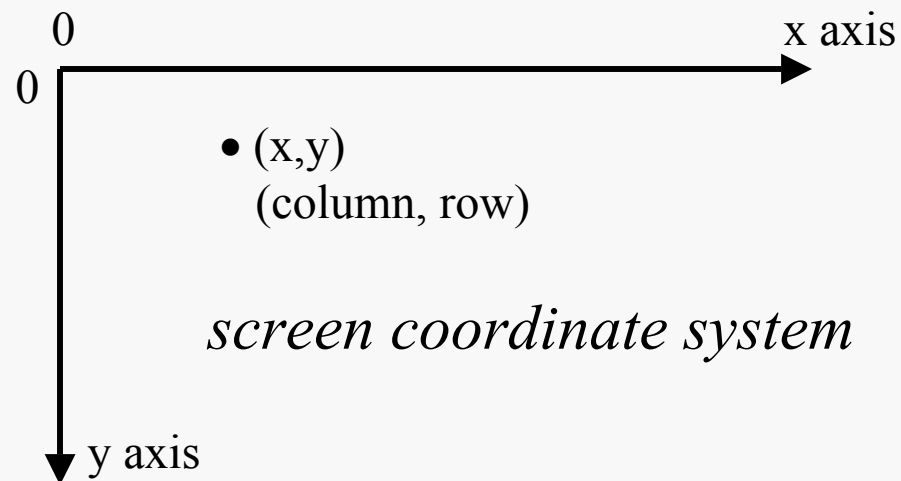 0
x axis
0
• (x,y)
(column, row)
screen coordinate system
y axis